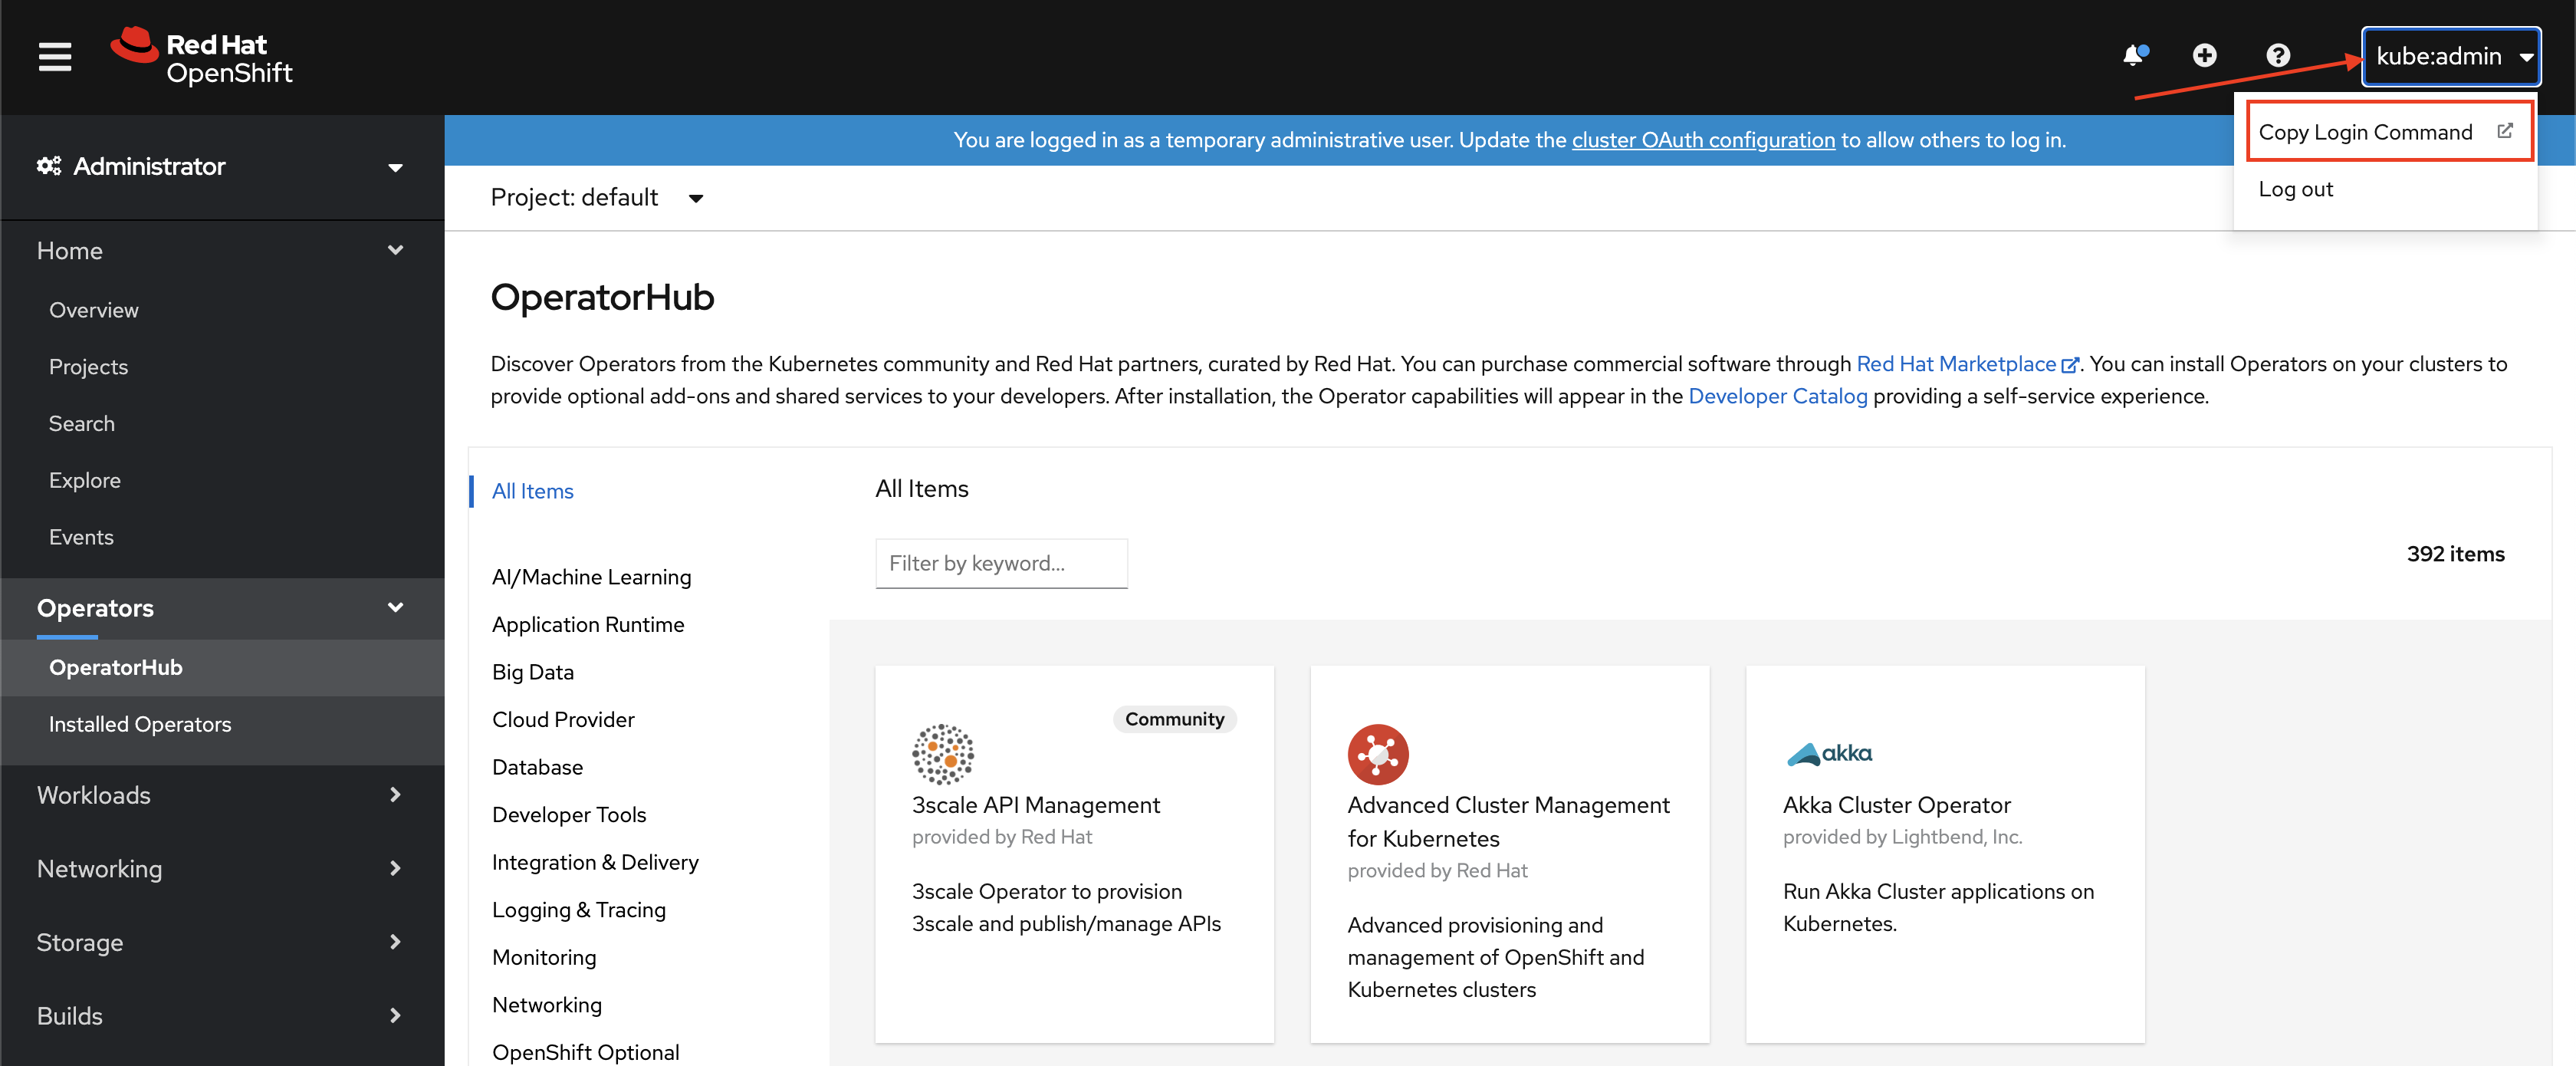 Red Hat
OpenShift
kube:admin
Copy Login Command
Log out
You are logged in as a temporary administrative user. Update the cluster OAuth configuration to allow others to log in.
Administrator
Home
Overview
Projects
Search
Explore
Events
Operators
OperatorHub
Installed Operators
Workloads
Networking
Storage
Builds
Project: default
OperatorHub
Discover Operators from the Kubernetes community and Red Hat partners, curated by Red Hat. You can purchase commercial software through Red Hat Marketplace. You can install Operators on your clusters to
provide optional add-ons and shared services to your developers. After installation, the Operator capabilities will appear in the Developer Catalog providing a self-service experience.
All Items
AI/Machine Learning
Application Runtime
Big Data
Cloud Provider
Database
Developer Tools
Integration & Delivery
Logging & Tracing
Monitoring
Networking
OpenShift Optional
All Items
Filter by keyword...
392 items
Community
3scale API Management
provided by Red Hat
3scale Operator to provision
3scale and publish/manage APIs
Advanced Cluster Management
for Kubernetes
provided by Red Hat
Advanced provisioning and
management of OpenShift and
Kubernetes clusters
akka
Akka Cluster Operator
provided by Lightbend, Inc.
Run Akka Cluster applications on
Kubernetes.